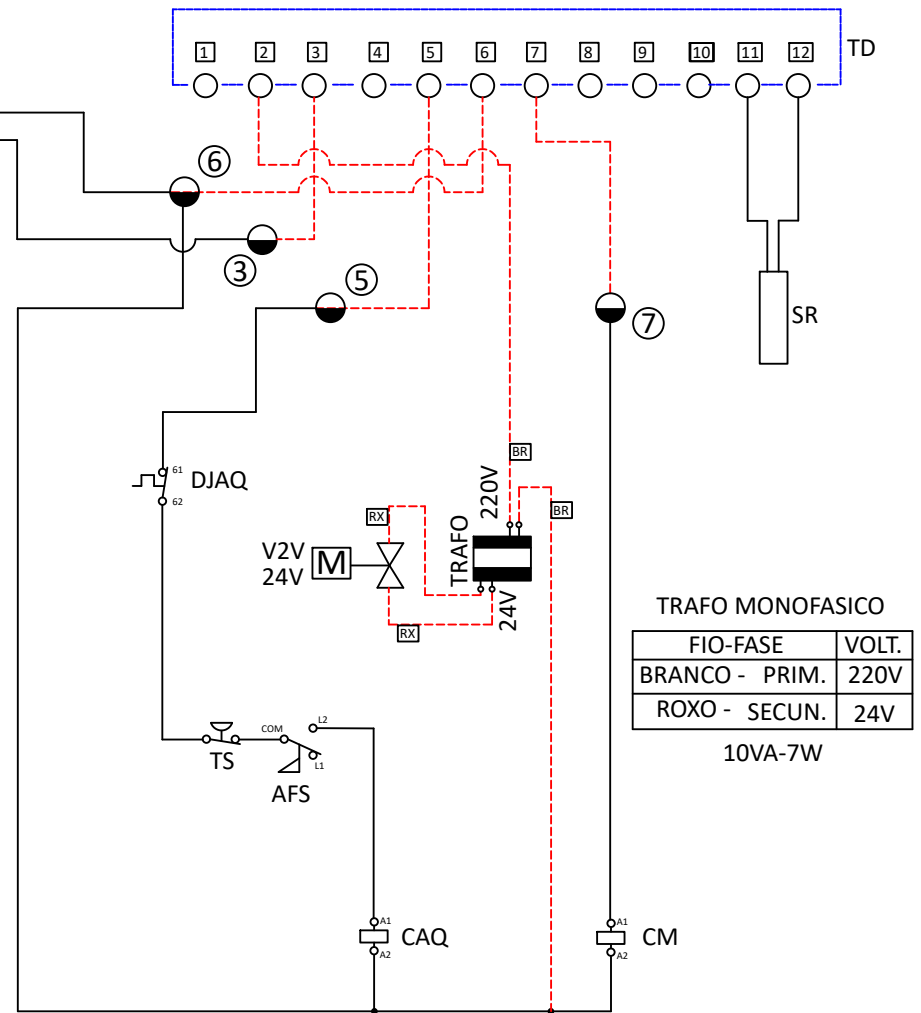 1 2 3 4 5 6 7 8 9 10 11 12 TD
6
3
5
7
SR
61
DJAQ
62
BR
220V
BR
RX
TRAFO
V2V
24V
M
24V
RX
TRAFO MONOFASICO
FIO-FASE VOLT.
BRANCO - PRIM. 220V
ROXO - SECUN. 24V
10VA-7W
L2
COM
TS
L1
AFS
A1
CAQ
A2
A1
CM
A2